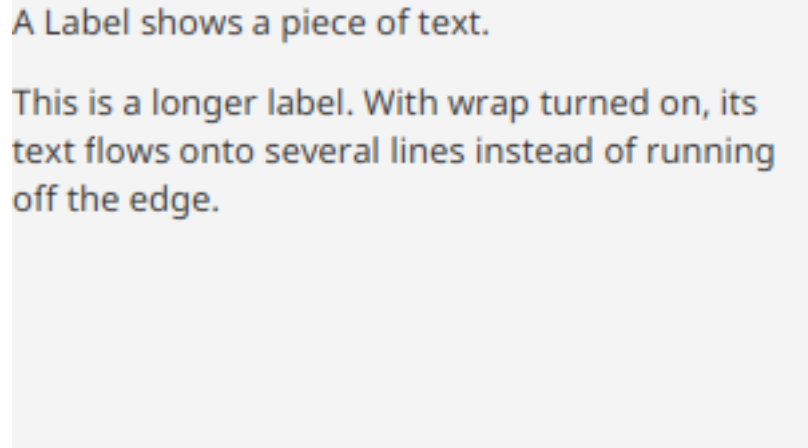 A Label shows a piece of text.
This is a longer label. With wrap turned on, its
text flows onto several lines instead of running
off the edge.